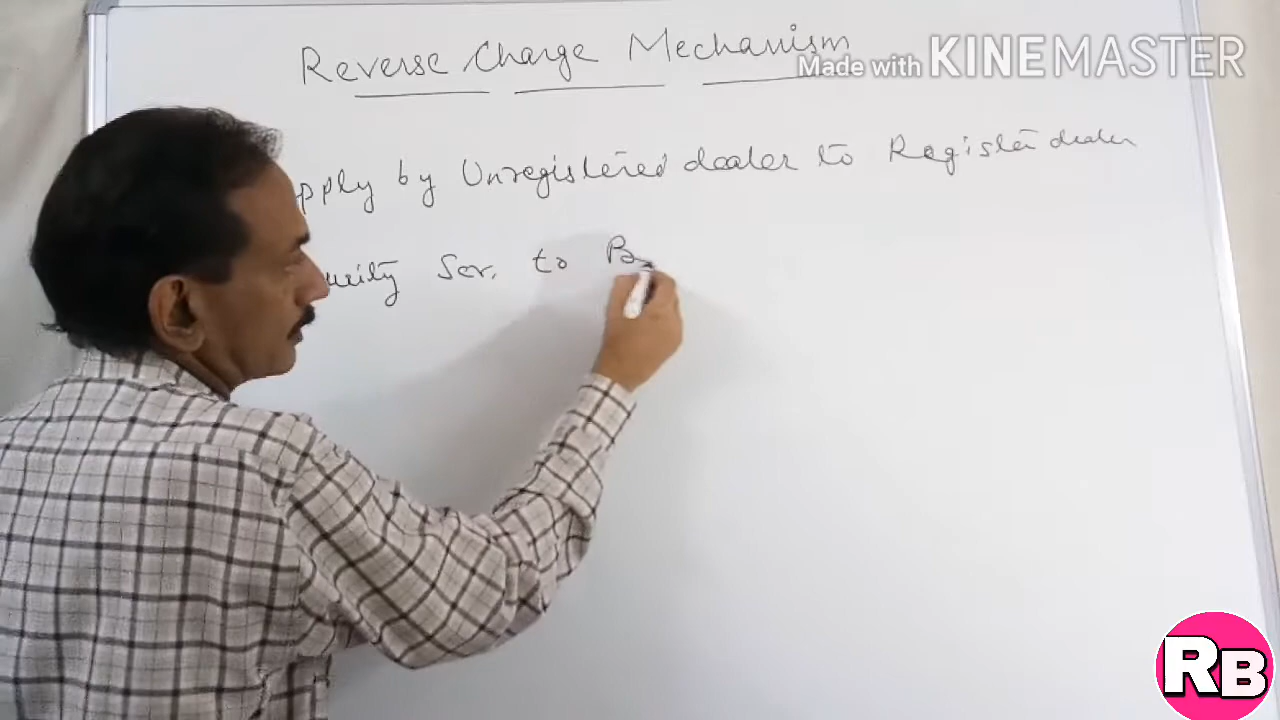 Reverse Charge Mechanism
Made with KINEMASTER
pply by Unregistered dealer to Register dealer
urity Ser. to B
RB